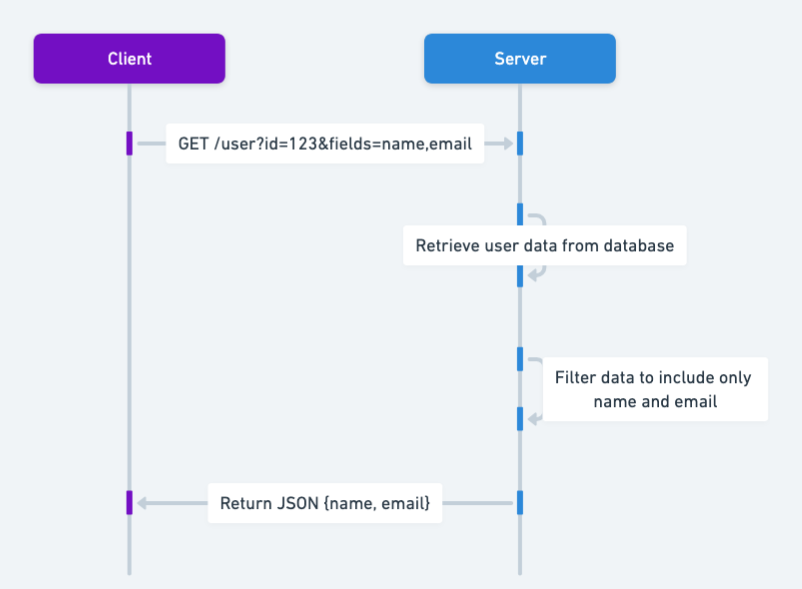 Client
Server
GET /user?id=123&fields=name,email
Retrieve user data from database
Filter data to include only
name and email
Return JSON {name, email}